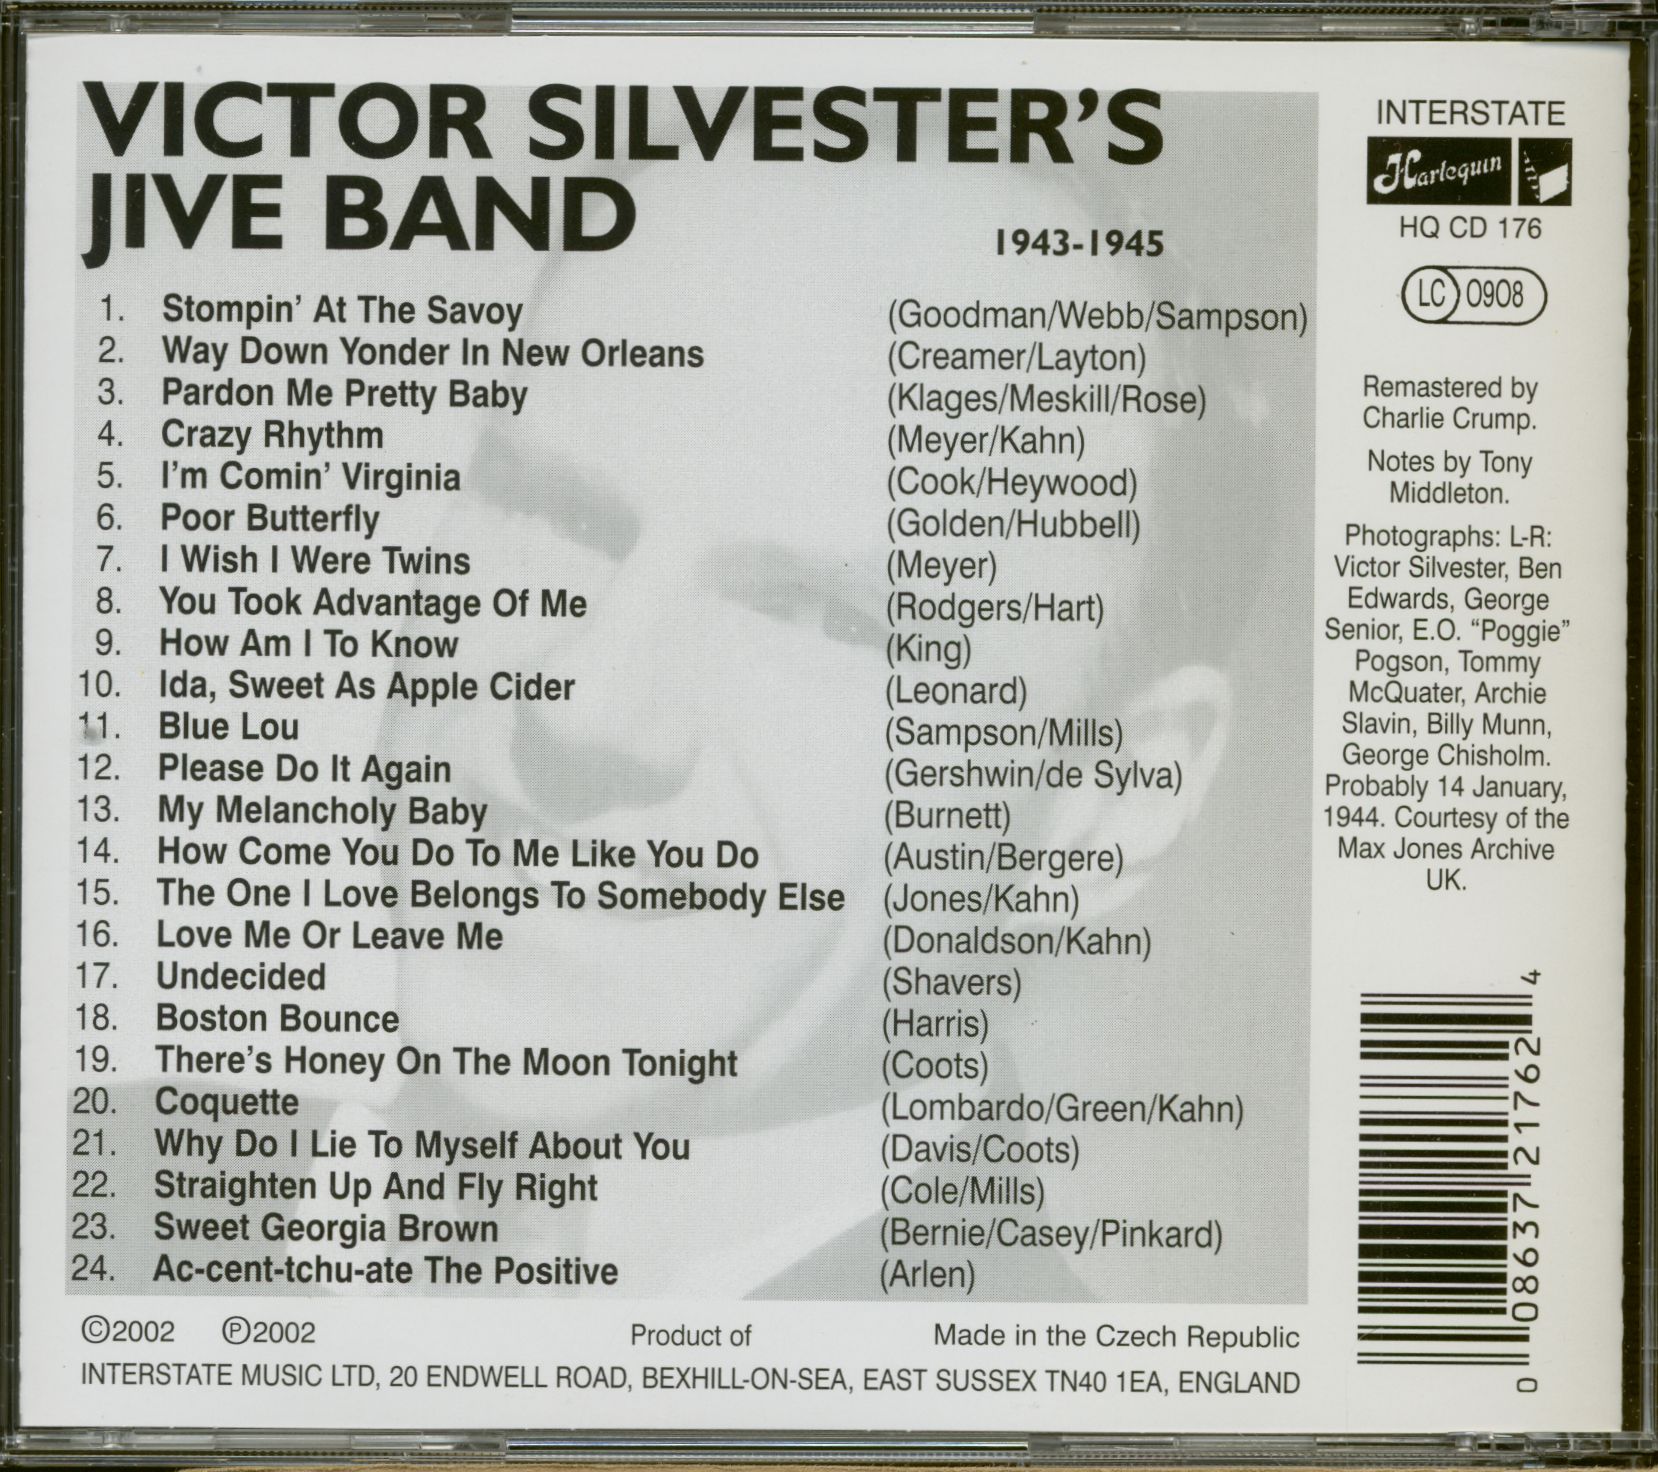 VICTOR SILVESTER'S
JIVE BAND
1943-1945
1. Stompin' At The Savoy (Goodman/Webb/Sampson)
2. Way Down Yonder In New Orleans (Creamer/Layton)
3. Pardon Me Pretty Baby (Klages/Meskill/Rose)
4. Crazy Rhythm (Meyer/Kahn)
5. I'm Comin' Virginia (Cook/Heywood)
6. Poor Butterfly (Golden/Hubbell)
7. I Wish I Were Twins (Meyer)
8. You Took Advantage Of Me (Rodgers/Hart)
9. How Am I To Know (King)
10. Ida, Sweet As Apple Cider (Leonard)
11. Blue Lou (Sampson/Mills)
12. Please Do It Again (Gershwin/de Sylva)
13. My Melancholy Baby (Burnett)
14. How Come You Do To Me Like You Do (Austin/Bergere)
15. The One I Love Belongs To Somebody Else (Jones/Kahn)
16. Love Me Or Leave Me (Donaldson/Kahn)
17. Undecided (Shavers)
18. Boston Bounce (Harris)
19. There's Honey On The Moon Tonight (Coots)
20. Coquette (Lombardo/Green/Kahn)
21. Why Do I Lie To Myself About You (Davis/Coots)
22. Straighten Up And Fly Right (Cole/Mills)
23. Sweet Georgia Brown (Bernie/Casey/Pinkard)
24. Ac-cent-tchu-ate The Positive (Arlen)
©2002 ℗2002 Product of Made in the Czech Republic
INTERSTATE MUSIC LTD, 20 ENDWELL ROAD, BEXHILL-ON-SEA, EAST SUSSEX TN40 1EA, ENGLAND
INTERSTATE
Harlequin
HQ CD 176
LC 0908
Remastered by
Charlie Crump.
Notes by Tony
Middleton.
Photographs: L-R:
Victor Silvester, Ben
Edwards, George
Senior, E.O. “Poggie”
Pogson, Tommy
McQuater, Archie
Slavin, Billy Munn,
George Chisholm.
Probably 14 January,
1944. Courtesy of the
Max Jones Archive
UK.
0 08637 21762 4